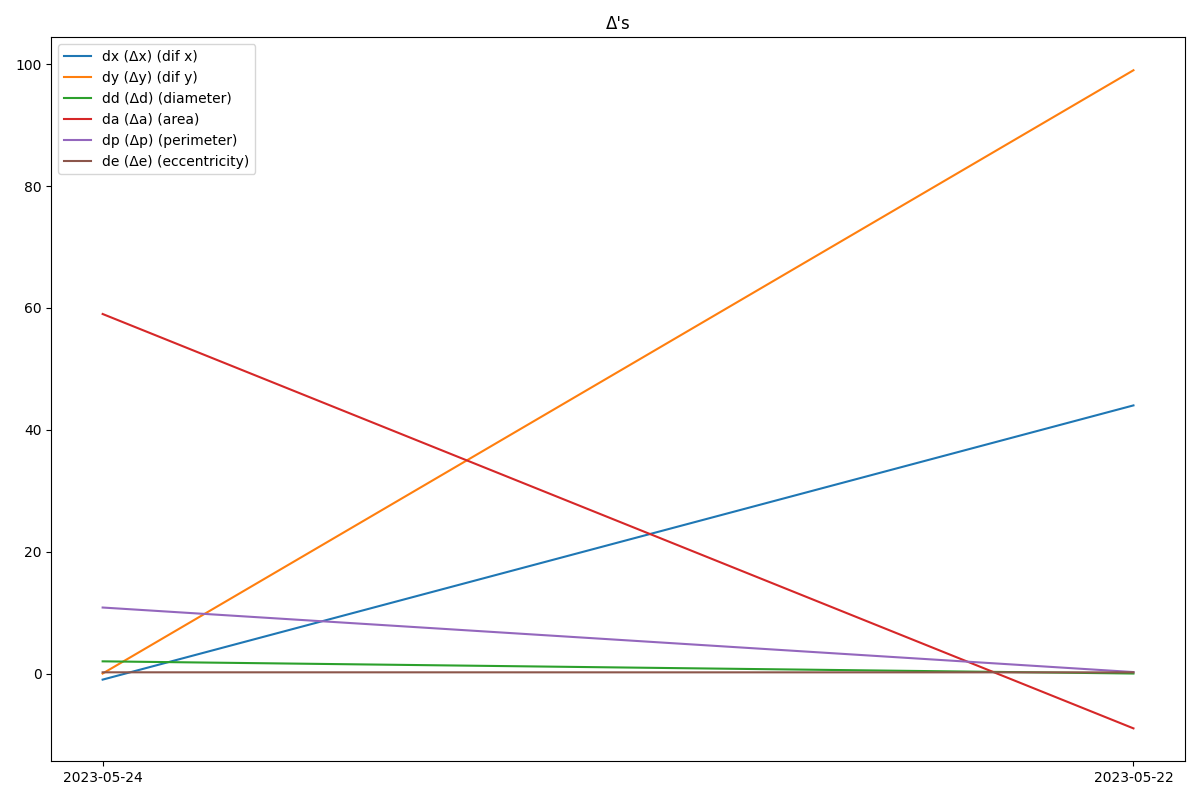 Δ's
dx (Δx) (dif x)
dy (Δy) (dif y)
dd (Δd) (diameter)
da (Δa) (area)
dp (Δp) (perimeter)
de (Δe) (eccentricity)
100
80
60
40
20
0
2023-05-24 2023-05-22